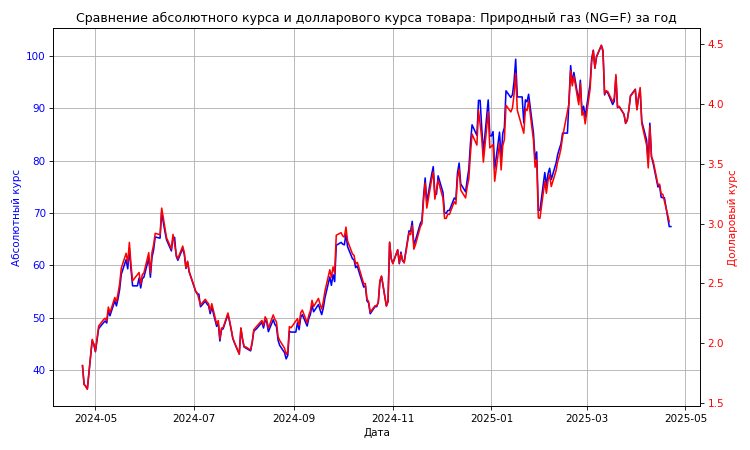 Сравнение абсолютного курса и долларового курса товара: Природный газ (NG=F) за год
Абсолютный курс
100
90
80
70
60
50
40
4.5
4.0
3.5
3.0
2.5
2.0
1.5
Долларовый курс
2024-05 2024-07 2024-09 2024-11 2025-01 2025-03 2025-05
Дата